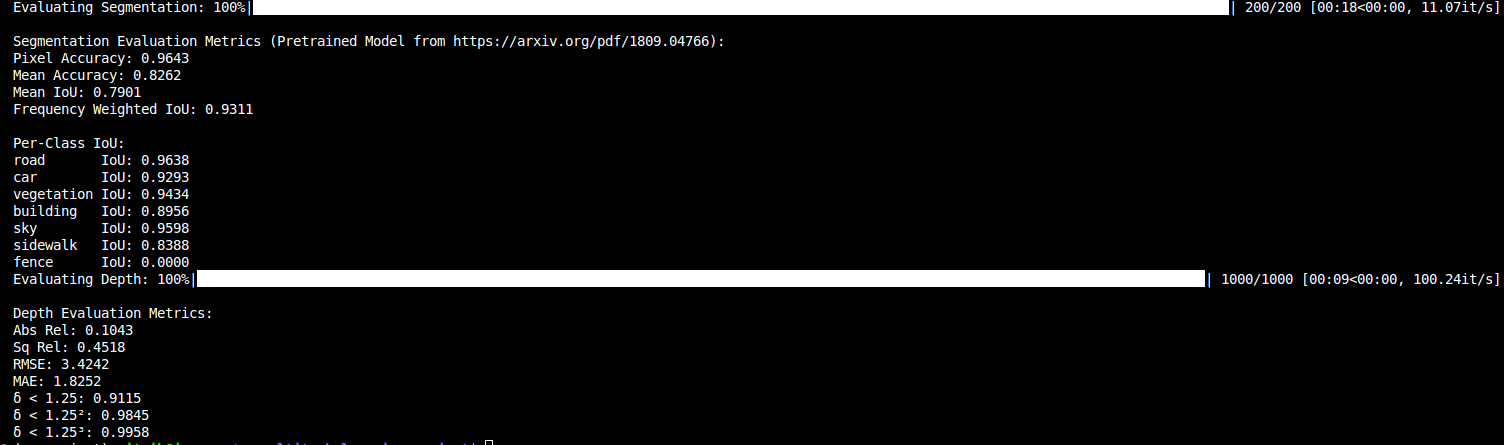 Evaluating Segmentation: 100%| | 200/200 [00:18<00:00, 11.07it/s]
Segmentation Evaluation Metrics (Pretrained Model from https://arxiv.org/pdf/1809.04766):
Pixel Accuracy: 0.9643
Mean Accuracy: 0.8262
Mean IoU: 0.7901
Frequency Weighted IoU: 0.9311
Per-Class IoU:
road IoU: 0.9638
car IoU: 0.9293
vegetation IoU: 0.9434
building IoU: 0.8956
sky IoU: 0.9598
sidewalk IoU: 0.8388
fence IoU: 0.0000
Evaluating Depth: 100%| | 1000/1000 [00:09<00:00, 100.24it/s]
Depth Evaluation Metrics:
Abs Rel: 0.1043
Sq Rel: 0.4518
RMSE: 3.4242
MAE: 1.8252
δ < 1.25: 0.9115
δ < 1.25²: 0.9845
δ < 1.25³: 0.9958